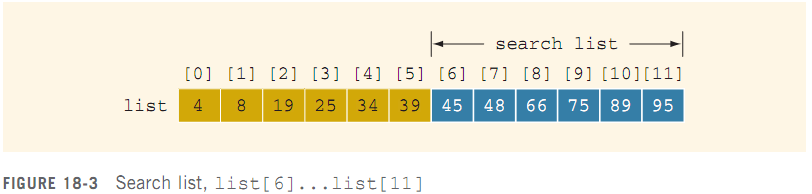 search list
[0] [1] [2] [3] [4] [5] [6] [7] [8] [9] [10][11]
list 4 8 19 25 34 39 45 48 66 75 89 95
FIGURE 18-3 Search list, list[6]...list[11]